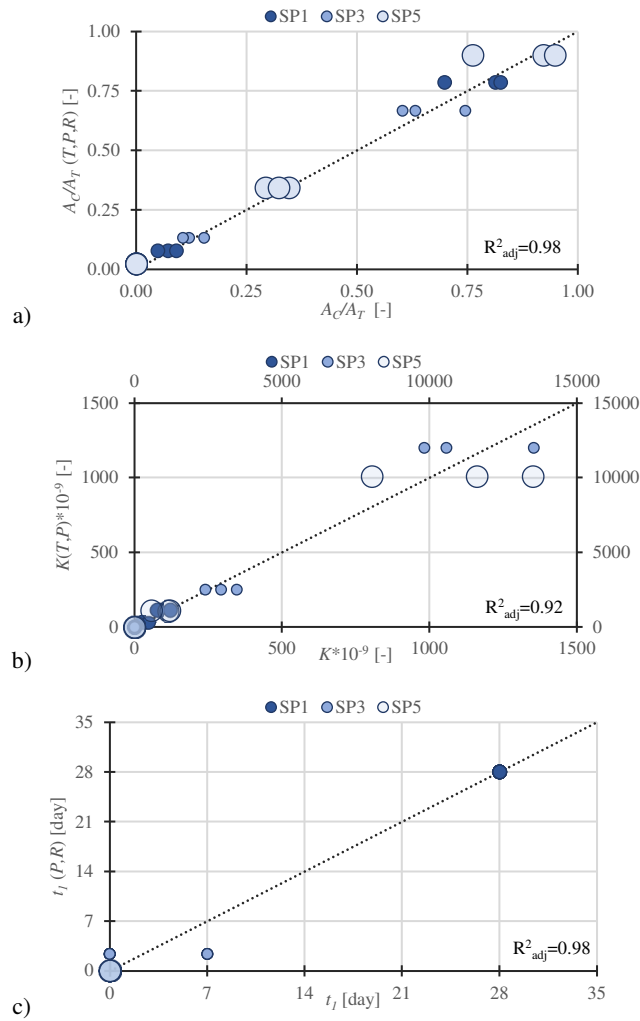 SP1 SP3 SP5
1.00
0.75
0.50
0.25
0.00
A_C/A_T (T,P,R) [-]
R²adj=0.98
0.00 0.25 0.50 0.75 1.00
A_C/A_T [-]
a)
SP1 SP3 SP5
0 5000 10000 15000
1500 15000
1000 10000
500 5000
0 0
K(T,P)*10⁻⁹ [-]
R²adj=0.92
0 500 1000 1500
K*10⁻⁹ [-]
b)
SP1 SP3 SP5
35
28
21
14
7
0
t₁ (P,R) [day]
R²adj=0.98
0 7 14 21 28 35
t₁ [day]
c)